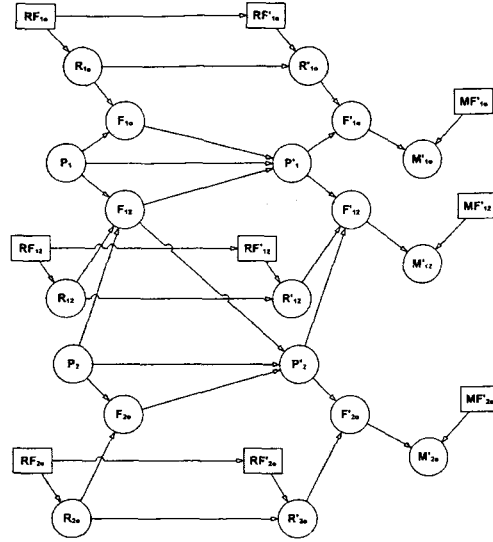 RF₁ₒ RF'₁ₒ
R₁ₒ R'₁ₒ
MF'₁ₒ
F₁ₒ F'₁ₒ
P₁ P'₁ M'₁ₒ
F₁₂ F'₁₂ MF'₁₂
RF₁₂ RF'₁₂
M'₁₂
R₁₂ R'₁₂
P₂ P'₂
MF'₂ₒ
F₂ₒ F'₂ₒ
RF₂ₒ RF'₂ₒ M'₂ₒ
R₂ₒ R'₂ₒ